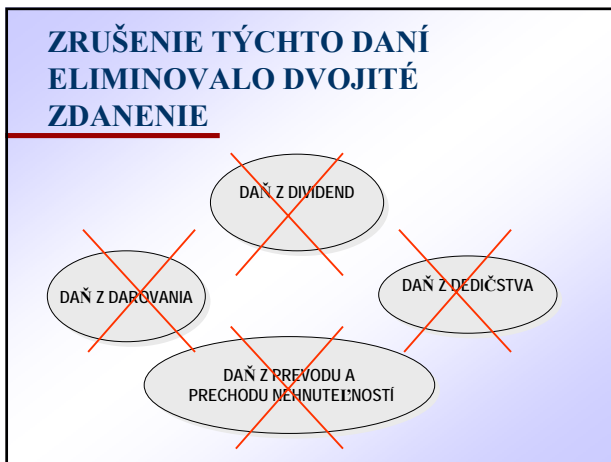 ZRUŠENIE TÝCHTO DANÍ
ELIMINOVALO DVOJITÉ
ZDANENIE
DAŇ Z DIVIDEND
DAŇ Z DAROVANIA
DAŇ Z DEDIČSTVA
DAŇ Z PREVODU A
PRECHODU NEHNUTEĽNOSTÍ